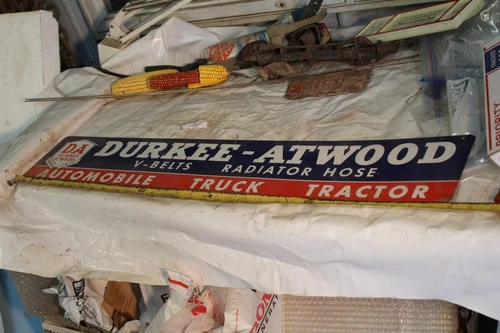 DA
DURKEE-ATWOOD
V-BELTS RADIATOR HOSE
AUTOMOBILE TRUCK TRACTOR